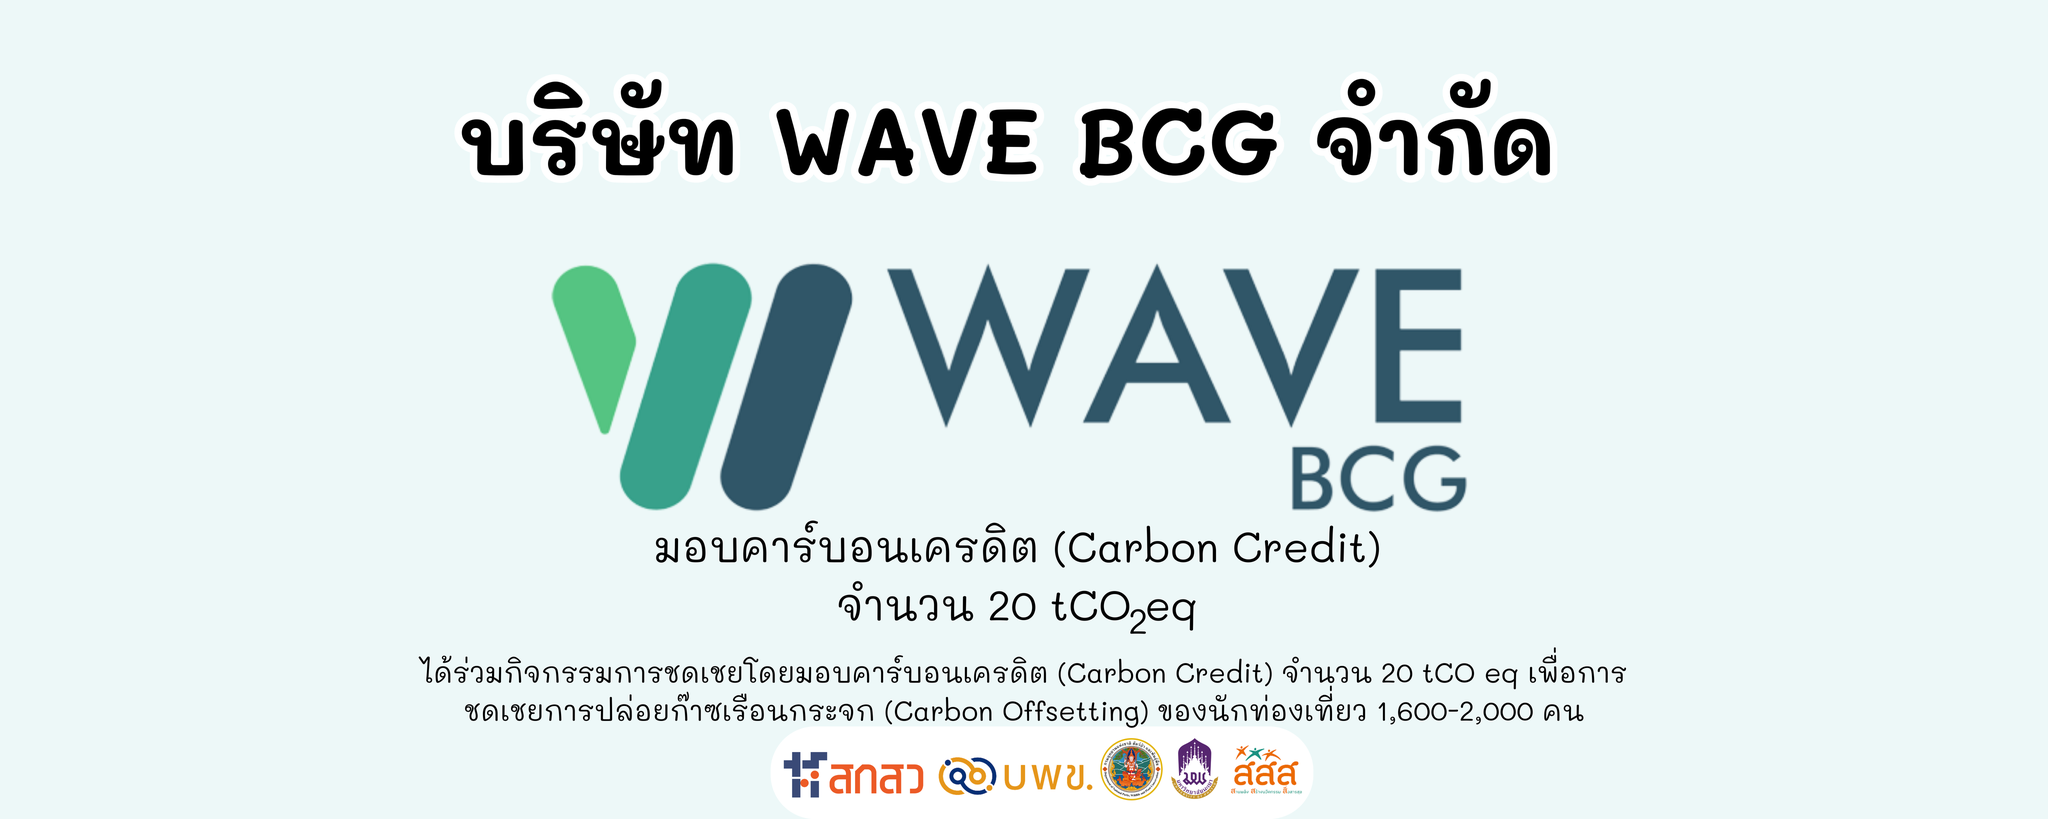 บริษัท WAVE BCG จำกัด
WAVE
BCG
มอบคาร์บอนเครดิต (Carbon Credit)
จำนวน 20 tCO₂eq
ได้ร่วมกิจกรรมการชดเชยโดยมอบคาร์บอนเครดิต (Carbon Credit) จำนวน 20 tCO eq เพื่อการ
ชดเชยการปล่อยก๊าซเรือนกระจก (Carbon Offsetting) ของนักท่องเที่ยว 1,600-2,000 คน
สกสว บพข. สสส